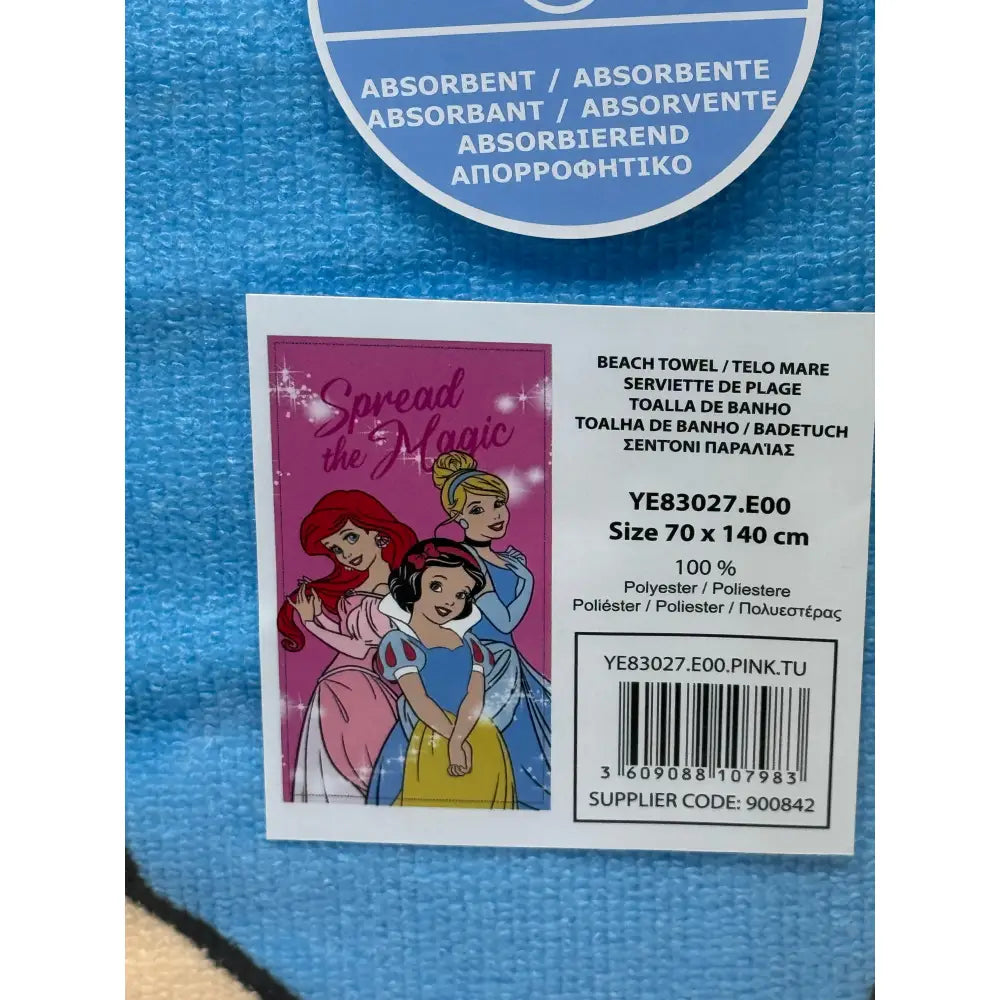 ABSORBENT / ABSORBENTE
ABSORBANT / ABSORVENTE
ABSORBIEREND
ΑΠΟΡΡΟΦΗΤΙΚΟ
Spread
the Magic
BEACH TOWEL / TELO MARE
SERVIETTE DE PLAGE
TOALLA DE BANHO
TOALHA DE BANHO / BADETUCH
ΣΕΝΤΌΝΙ ΠΑΡΑΛΊΑΣ
YE83027.E00
Size 70 x 140 cm
100 %
Polyester / Poliestere
Poliéster / Poliester / Πολυεστέρας
YE83027.E00.PINK.TU
3 609088 107983
SUPPLIER CODE: 900842